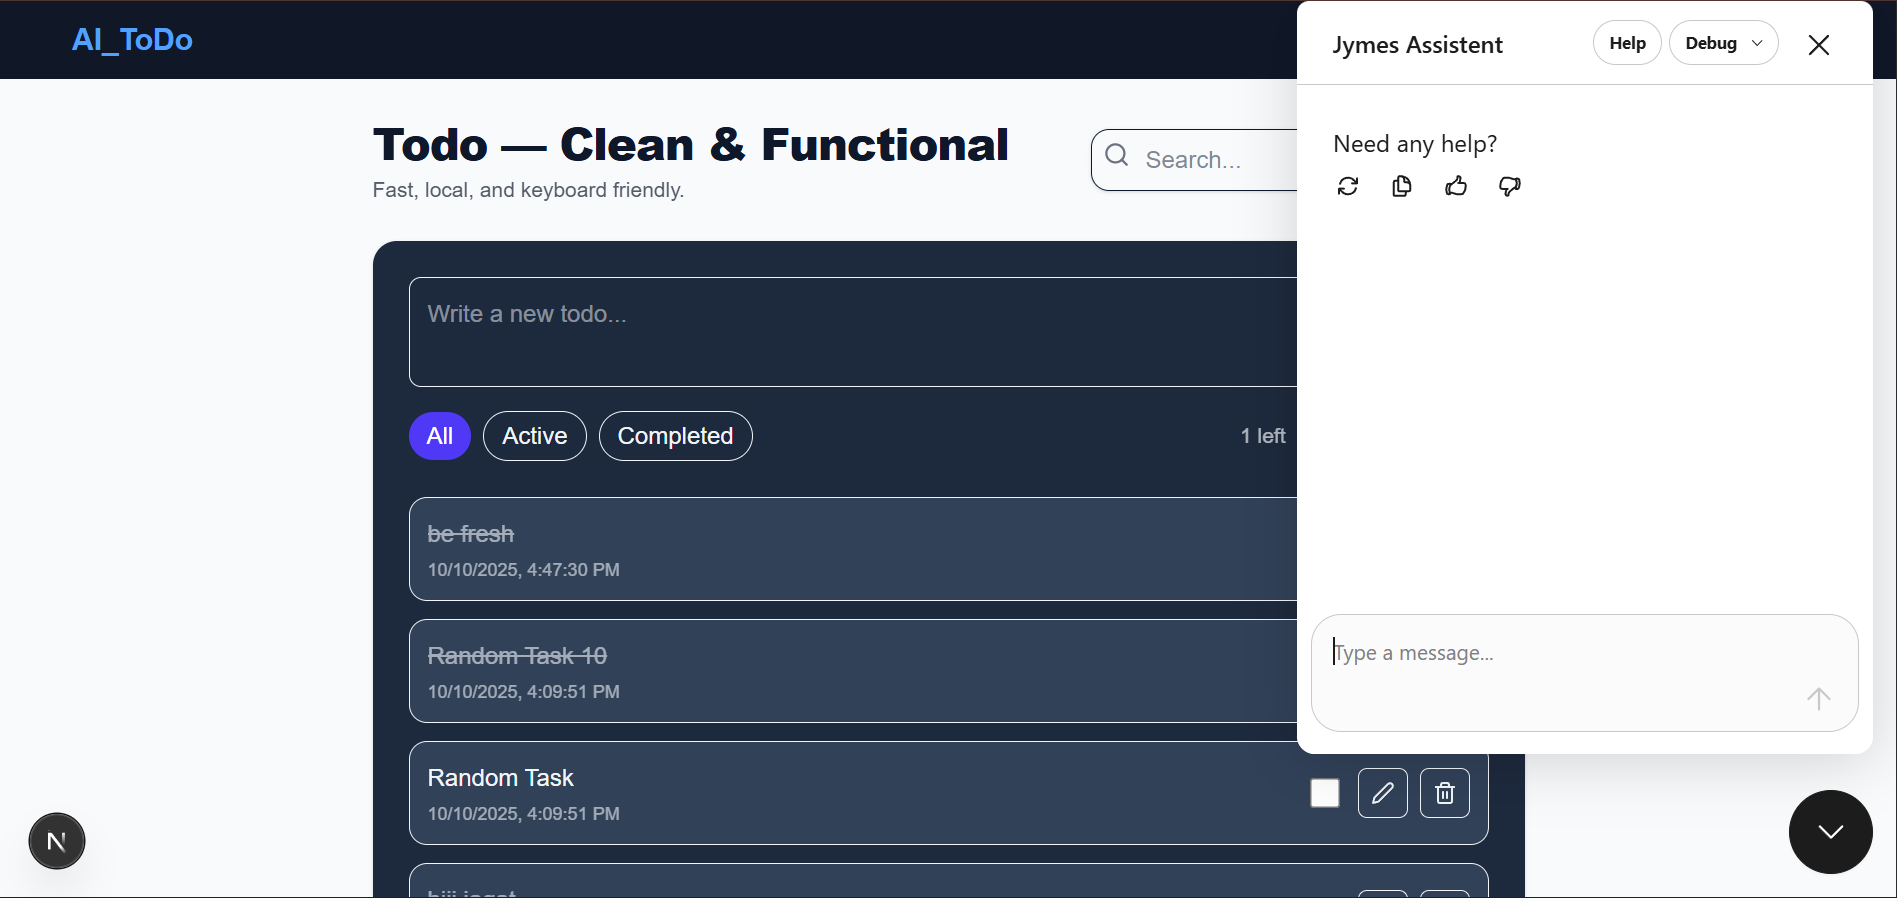 AI_ToDo
Todo — Clean & Functional
Fast, local, and keyboard friendly.
Search...
Write a new todo...
All
Active
Completed
1 left
be fresh
10/10/2025, 4:47:30 PM
Random Task 10
10/10/2025, 4:09:51 PM
Random Task
10/10/2025, 4:09:51 PM
Jymes Assistent
Help
Debug
Need any help?
Type a message...
N